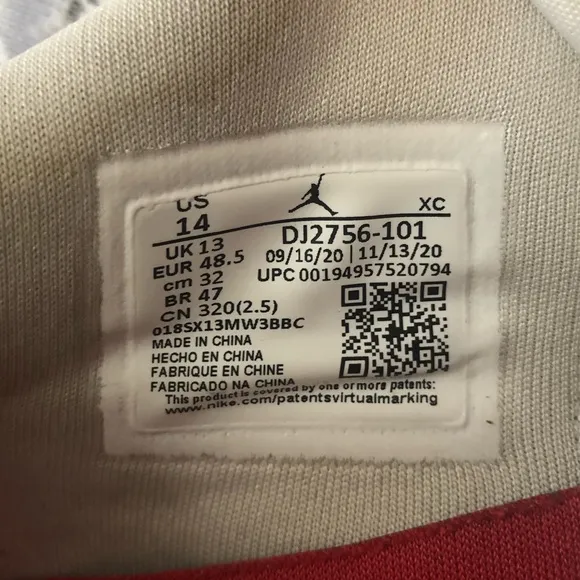 US XC
14 DJ2756-101
UK 13 09/16/20 | 11/13/20
EUR 48.5 UPC 00194957520794
cm 32
BR 47
CN 320(2.5)
018SX13MW3BBC
MADE IN CHINA
HECHO EN CHINA
FABRIQUE EN CHINE
FABRICADO NA CHINA
This product is covered by one or more patents:
www.nike.com/patentsvirtualmarking